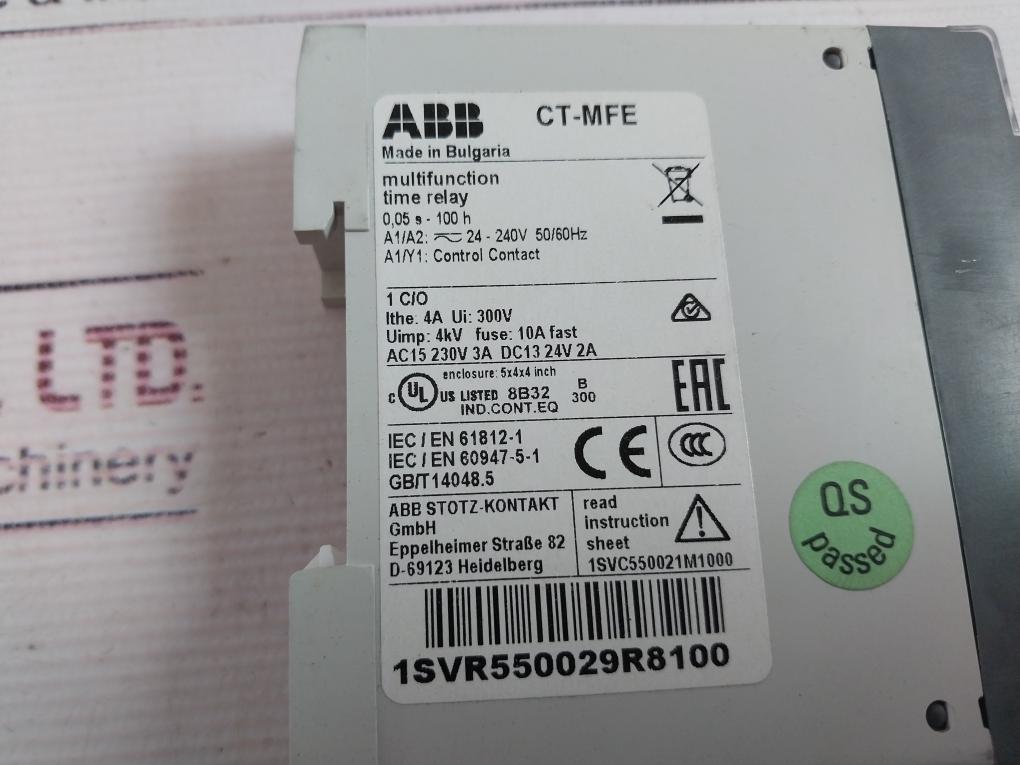 ABB CT-MFE
Made in Bulgaria
multifunction
time relay
0,05 s - 100 h
A1/A2: 24 - 240V 50/60Hz
A1/Y1: Control Contact
1 C/O
Ithe: 4A Ui: 300V
Uimp: 4kV fuse: 10A fast
AC15 230V 3A DC13 24V 2A
enclosure: 5x4x4 inch
c UL US LISTED 8B32 B
300
IND.CONT.EQ
EAC
IEC / EN 61812-1
IEC / EN 60947-5-1
GB/T14048.5
CE
CCC
ABB STOTZ-KONTAKT
GmbH
Eppelheimer Straße 82
D-69123 Heidelberg
read
instruction
sheet
1SVC550021M1000
1SVR550029R8100
QS
passed
LTD.
chinery